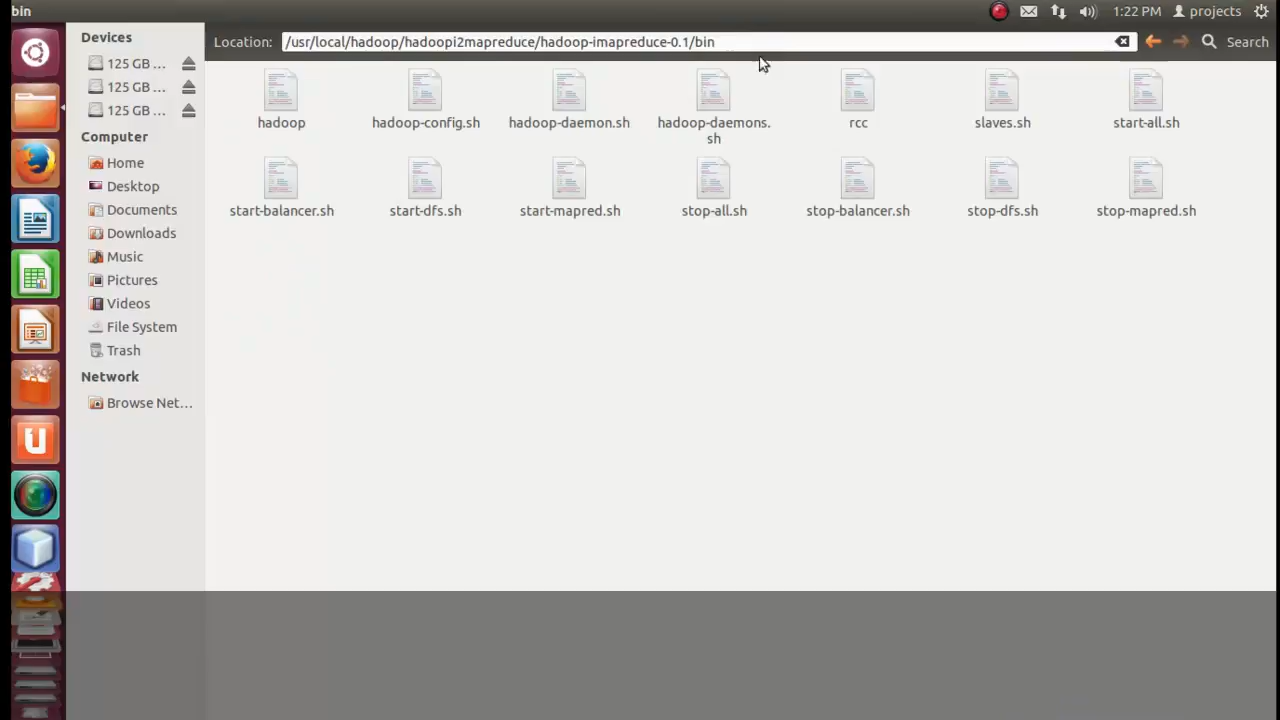 bin
1:22 PM
projects
Devices
125 GB ...
125 GB ...
125 GB ...
Computer
Home
Desktop
Documents
Downloads
Music
Pictures
Videos
File System
Trash
Network
Browse Net...
Location: /usr/local/hadoop/hadoopi2mapreduce/hadoop-imapreduce-0.1/bin
Search
hadoop
hadoop-config.sh
hadoop-daemon.sh
hadoop-daemons.
sh
rcc
slaves.sh
start-all.sh
start-balancer.sh
start-dfs.sh
start-mapred.sh
stop-all.sh
stop-balancer.sh
stop-dfs.sh
stop-mapred.sh